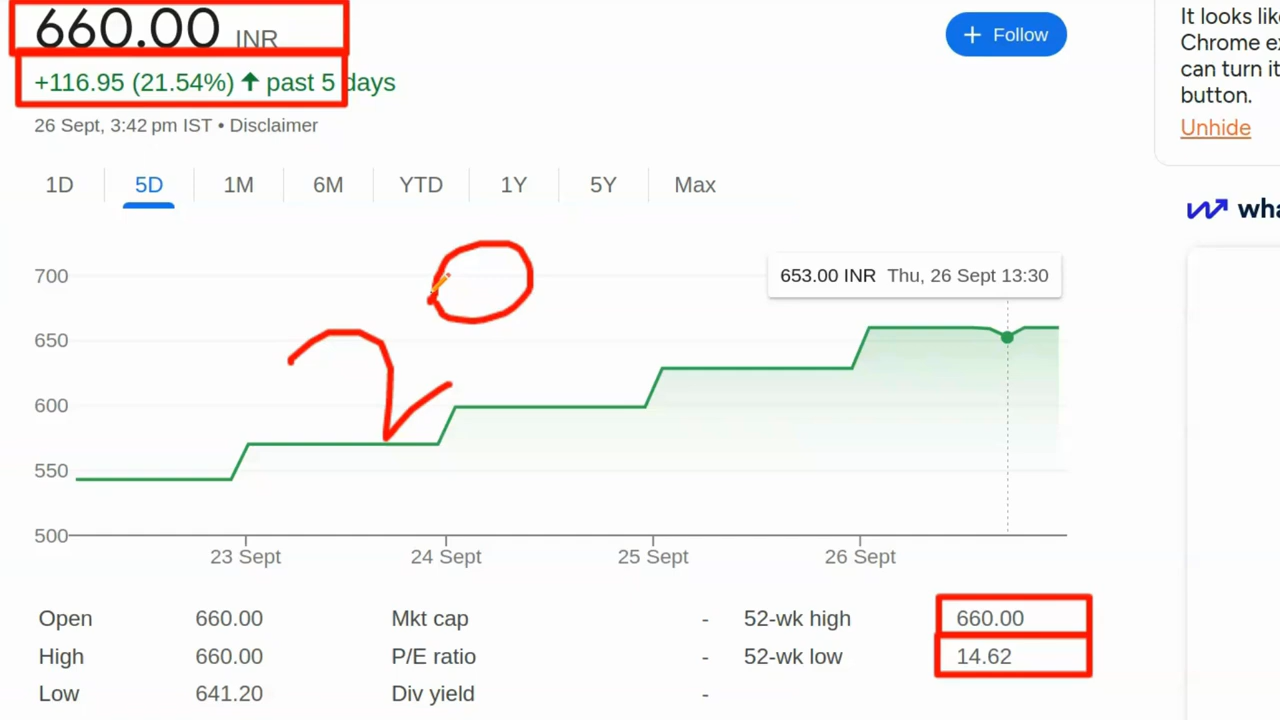 660.00 INR
+ Follow
+116.95 (21.54%) ↑ past 5 days
26 Sept, 3:42 pm IST • Disclaimer
1D 5D 1M 6M YTD 1Y 5Y Max
700
650
600
550
500
653.00 INR Thu, 26 Sept 13:30
23 Sept 24 Sept 25 Sept 26 Sept
Open 660.00 Mkt cap - 52-wk high 660.00
High 660.00 P/E ratio - 52-wk low 14.62
Low 641.20 Div yield -
20
It looks
Chrome
can turn it
button.
Unhide